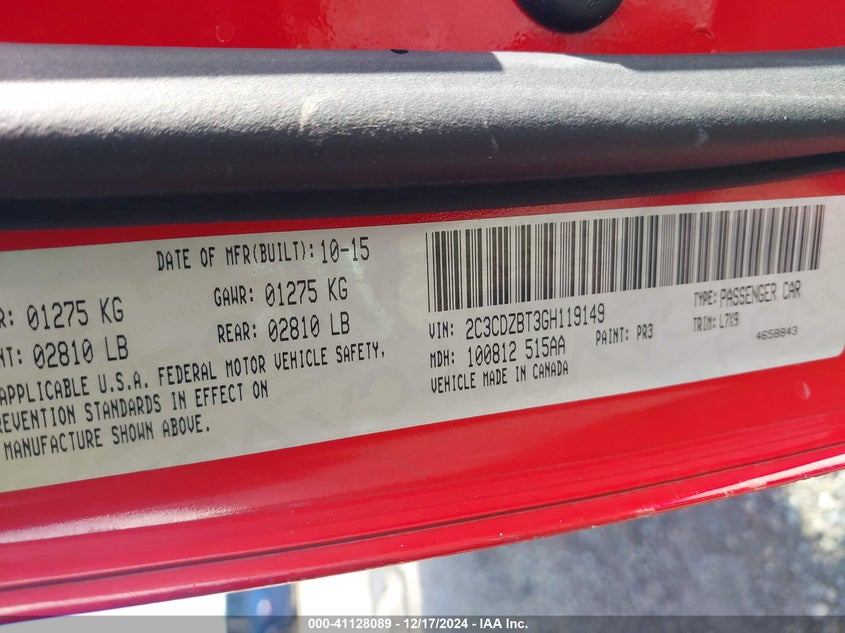 DATE OF MFR(BUILT): 10-15
R: 01275 KG GAWR: 01275 KG
NT: 02810 LB REAR: 02810 LB
APPLICABLE U.S.A. FEDERAL MOTOR VEHICLE SAFETY,
REVENTION STANDARDS IN EFFECT ON
MANUFACTURE SHOWN ABOVE.
VIN: 2C3CDZBT3GH119149 TYPE: PASSENGER CAR
MDH: 100812 515AA PAINT: PR3 TRIM: L7X9
VEHICLE MADE IN CANADA 4658843
000-41128089 - 12/17/2024 - IAA Inc.